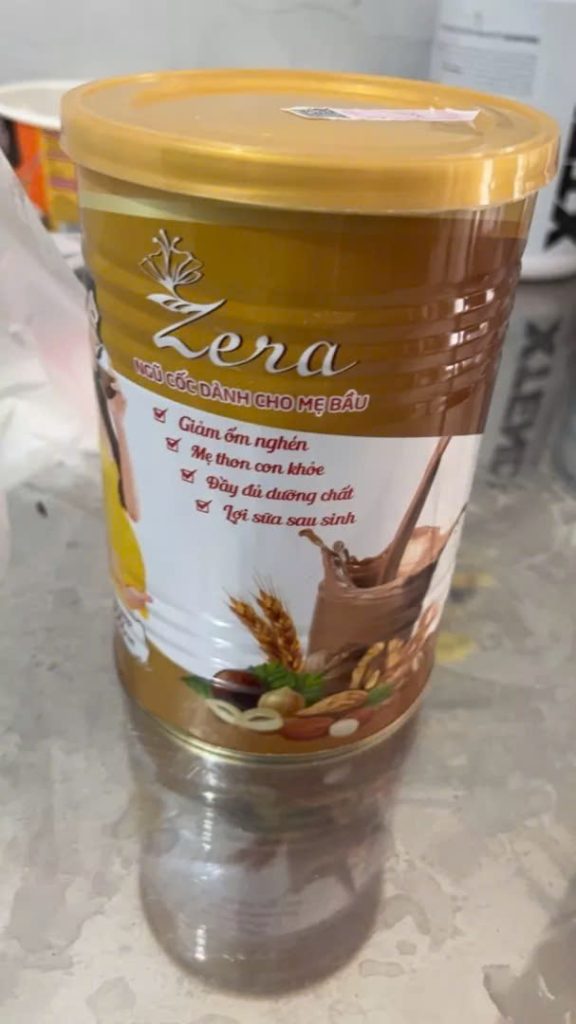 Zera
NGŨ CỐC DÀNH CHO MẸ BẦU
Giảm ốm nghén
Mẹ thon con khỏe
Đầy đủ dưỡng chất
Lợi sữa sau sinh